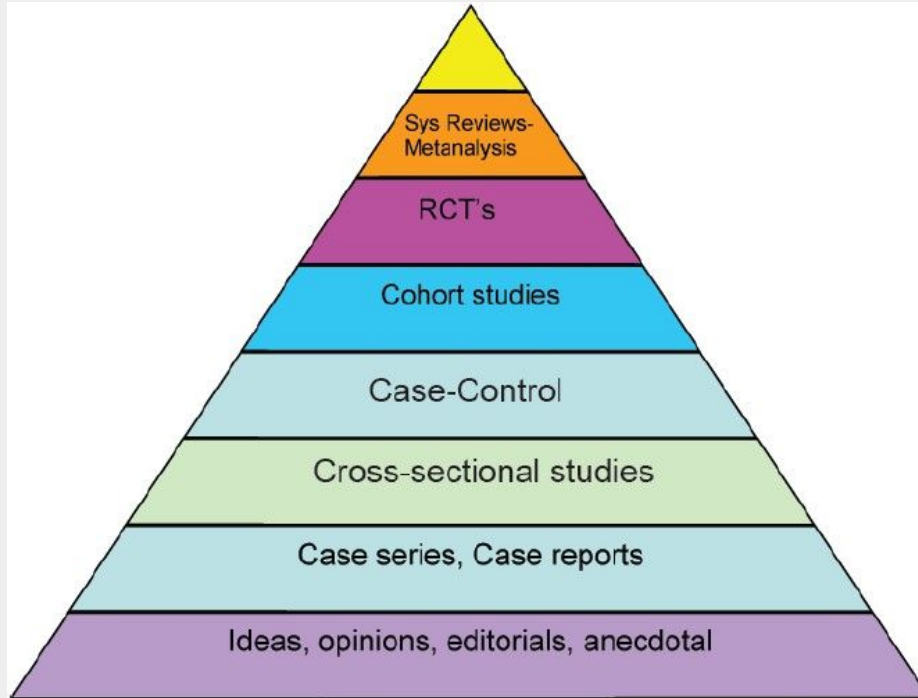 Sys Reviews-
Metanalysis
RCT's
Cohort studies
Case-Control
Cross-sectional studies
Case series, Case reports
Ideas, opinions, editorials, anecdotal